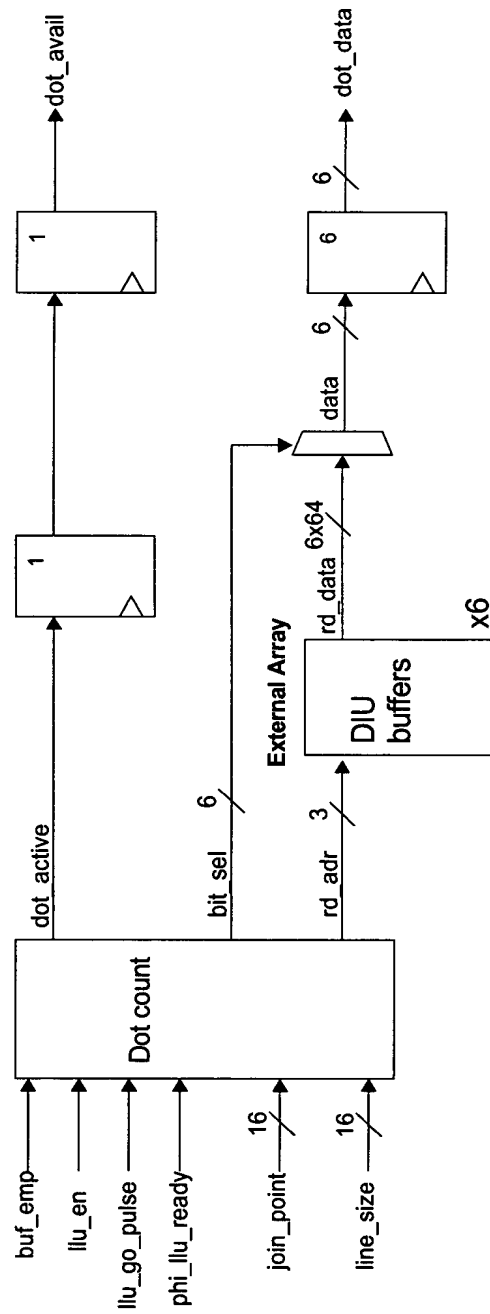 buf_emp
llu_en
llu_go_pulse
phi_llu_ready
join_point
16
line_size
16
Dot count
dot_active
1
1
dot_avail
bit_sel
6
rd_adr
3
External Array
DIU
buffers
x6
rd_data
6x64
data
6
6
6
dot_data